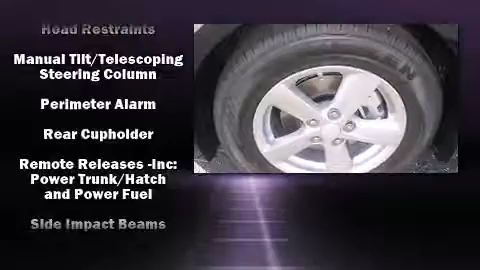 Head Restraints
Manual Tilt/Telescoping
Steering Column
Perimeter Alarm
Rear Cupholder
Remote Releases -Inc:
Power Trunk/Hatch
and Power Fuel
Side Impact Beams